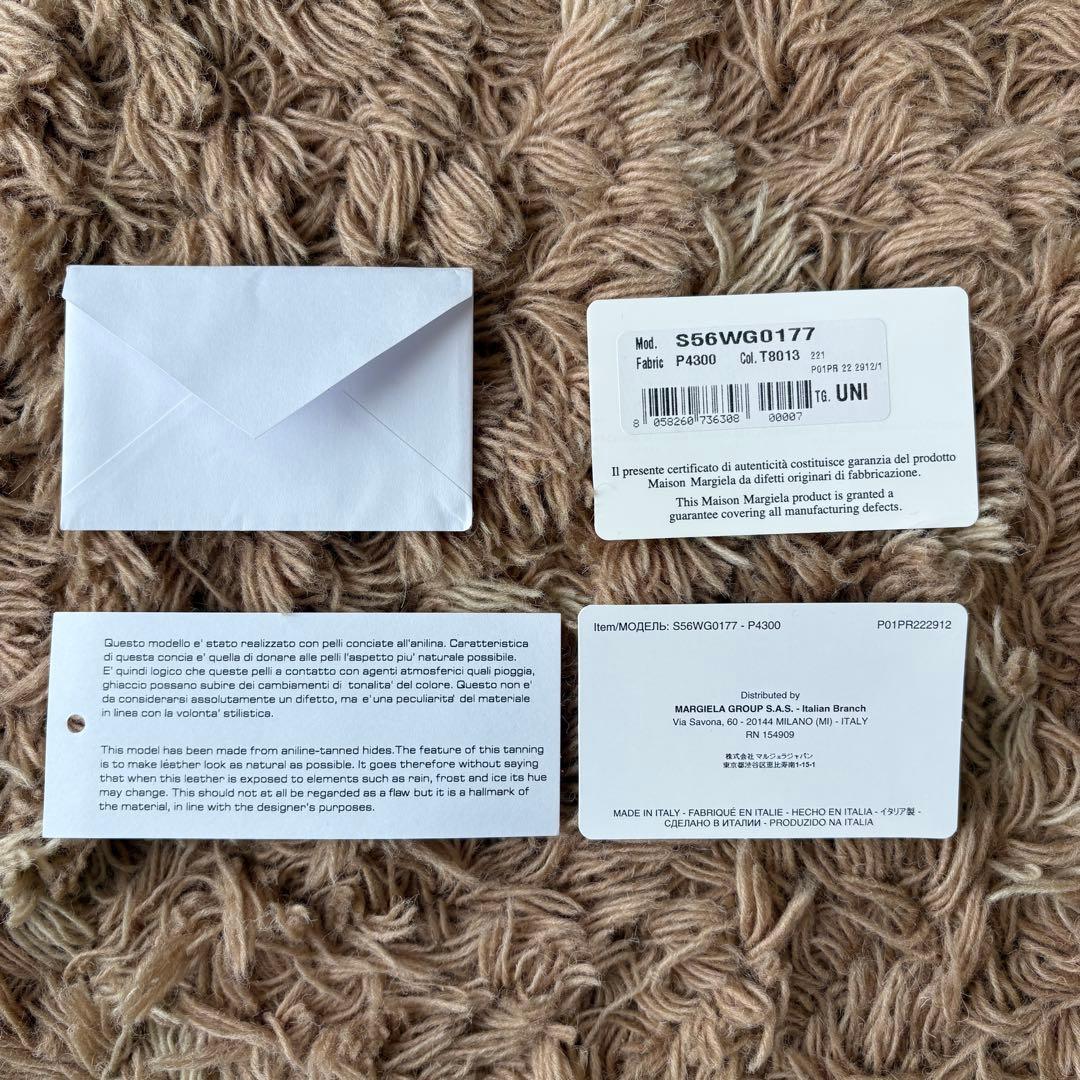 Mod. S56WG0177
Fabric P4300 Col. T8013 221
P01PR 22 2912/1
TG. UNI
8 058260 736308 00007
Il presente certificato di autenticità costituisce garanzia del prodotto
Maison Margiela da difetti originari di fabbricazione.
This Maison Margiela product is granted a
guarantee covering all manufacturing defects.
Questo modello e' stato realizzato con pelli conciate all'anilina. Caratteristica
di questa concia e' quella di donare alle pelli l'aspetto piu' naturale possibile.
E' quindi logico che queste pelli a contatto con agenti atmosferici quali pioggia,
ghiaccio possano subire dei cambiamenti di tonalita' del colore. Questo non e'
da considerarsi assolutamente un difetto, ma e'una peculiarita' del materiale
in linea con la volonta' stilistica.
This model has been made from aniline-tanned hides.The feature of this tanning
is to make léather look as natural as possible. It goes therefore without saying
that when this leather is exposed to elements such as rain, frost and ice its hue
may change. This should not at all be regarded as a flaw but it is a hallmark of
the material, in line with the designer's purposes.
Item/МОДЕЛЬ: S56WG0177 - P4300 P01PR222912
Distributed by
MARGIELA GROUP S.A.S. - Italian Branch
Via Savona, 60 - 20144 MILANO (MI) - ITALY
RN 154909
株式会社 マルジェラジャパン
東京都渋谷区恵比寿南1-15-1
MADE IN ITALY - FABRIQUÉ EN ITALIE - HECHO EN ITALIA - イタリア製 -
СДЕЛАНО В ИТАЛИИ - PRODUZIDO NA ITALIA